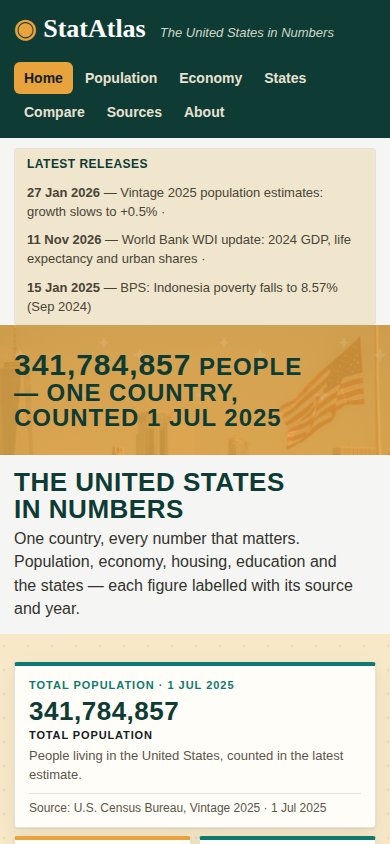 StatAtlas The United States in Numbers
Home Population Economy States
Compare Sources About
LATEST RELEASES
27 Jan 2026 — Vintage 2025 population estimates:
growth slows to +0.5% ·
11 Nov 2026 — World Bank WDI update: 2024 GDP, life
expectancy and urban shares ·
15 Jan 2025 — BPS: Indonesia poverty falls to 8.57%
(Sep 2024)
341,784,857 PEOPLE
— ONE COUNTRY,
COUNTED 1 JUL 2025
THE UNITED STATES
IN NUMBERS
One country, every number that matters.
Population, economy, housing, education and
the states — each figure labelled with its source
and year.
TOTAL POPULATION · 1 JUL 2025
341,784,857
TOTAL POPULATION
People living in the United States, counted in the latest
estimate.
Source: U.S. Census Bureau, Vintage 2025 · 1 Jul 2025